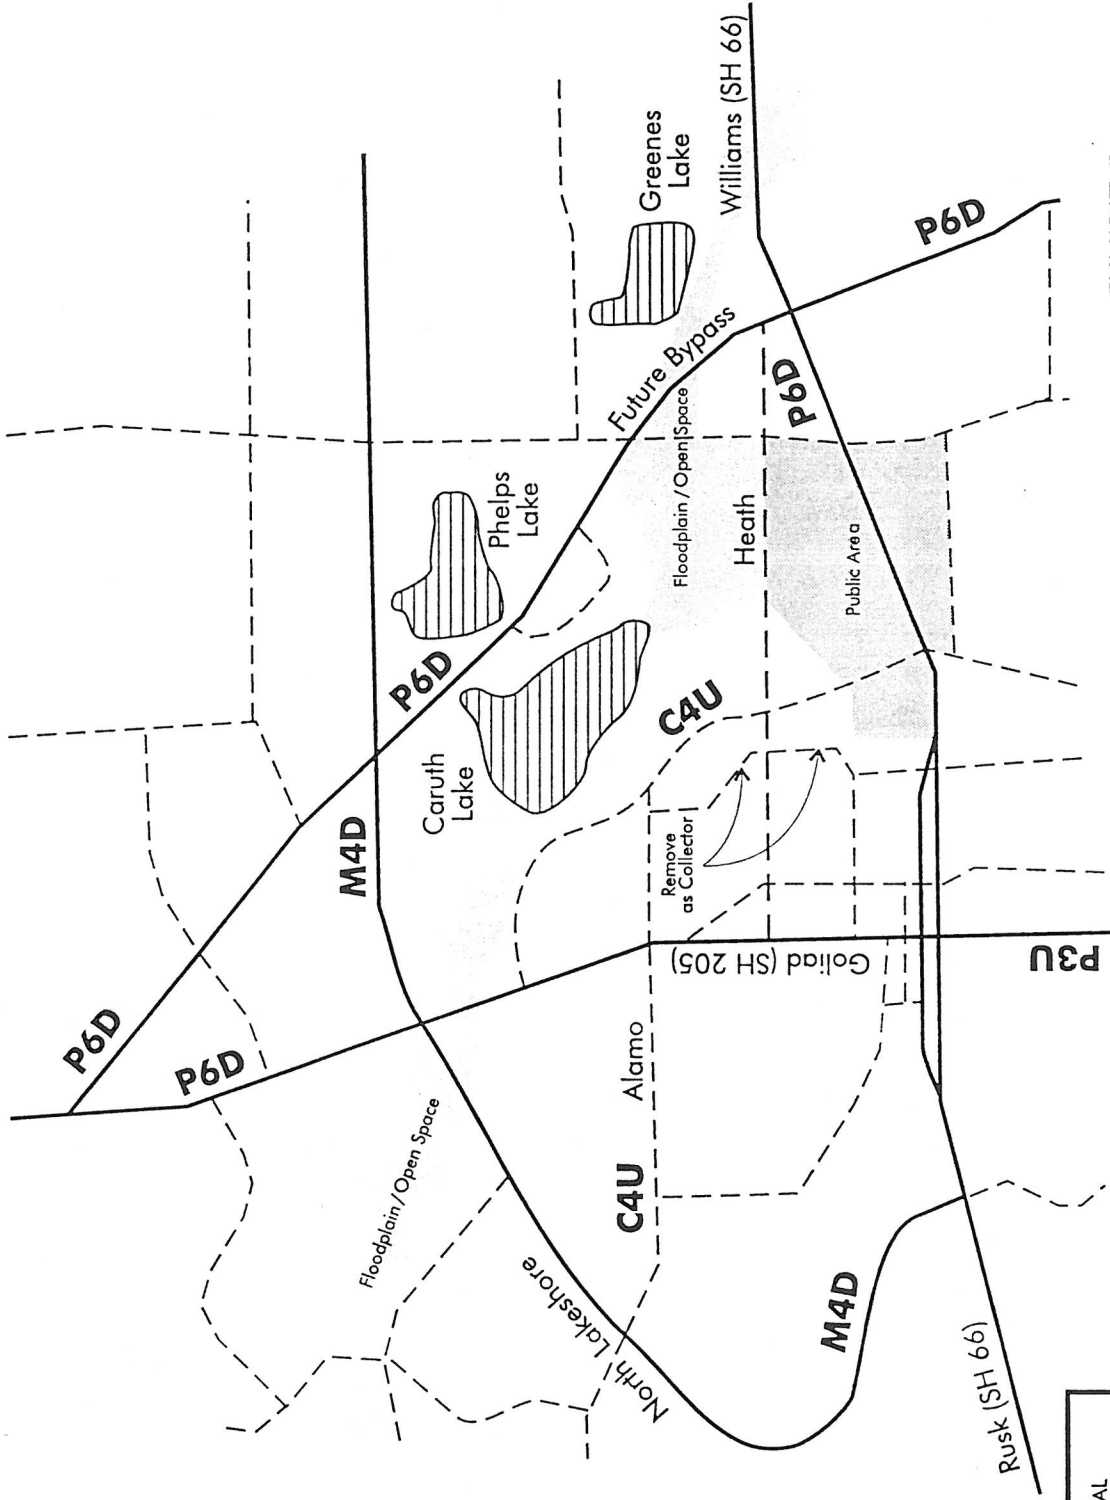 P6D
P6D
M4D
P6D
Caruth
Lake
Phelps
Lake
Greenes
Lake
Future Bypass
Williams (SH 66)
Floodplain/Open Space
Floodplain/Open Space
North Lakeshore
C4U
Alamo
Goliad (SH 205)
Remove
as Collector
C4U
Heath
Public Area
P6D
P6D
M4D
Rusk (SH 66)
P3U
AL